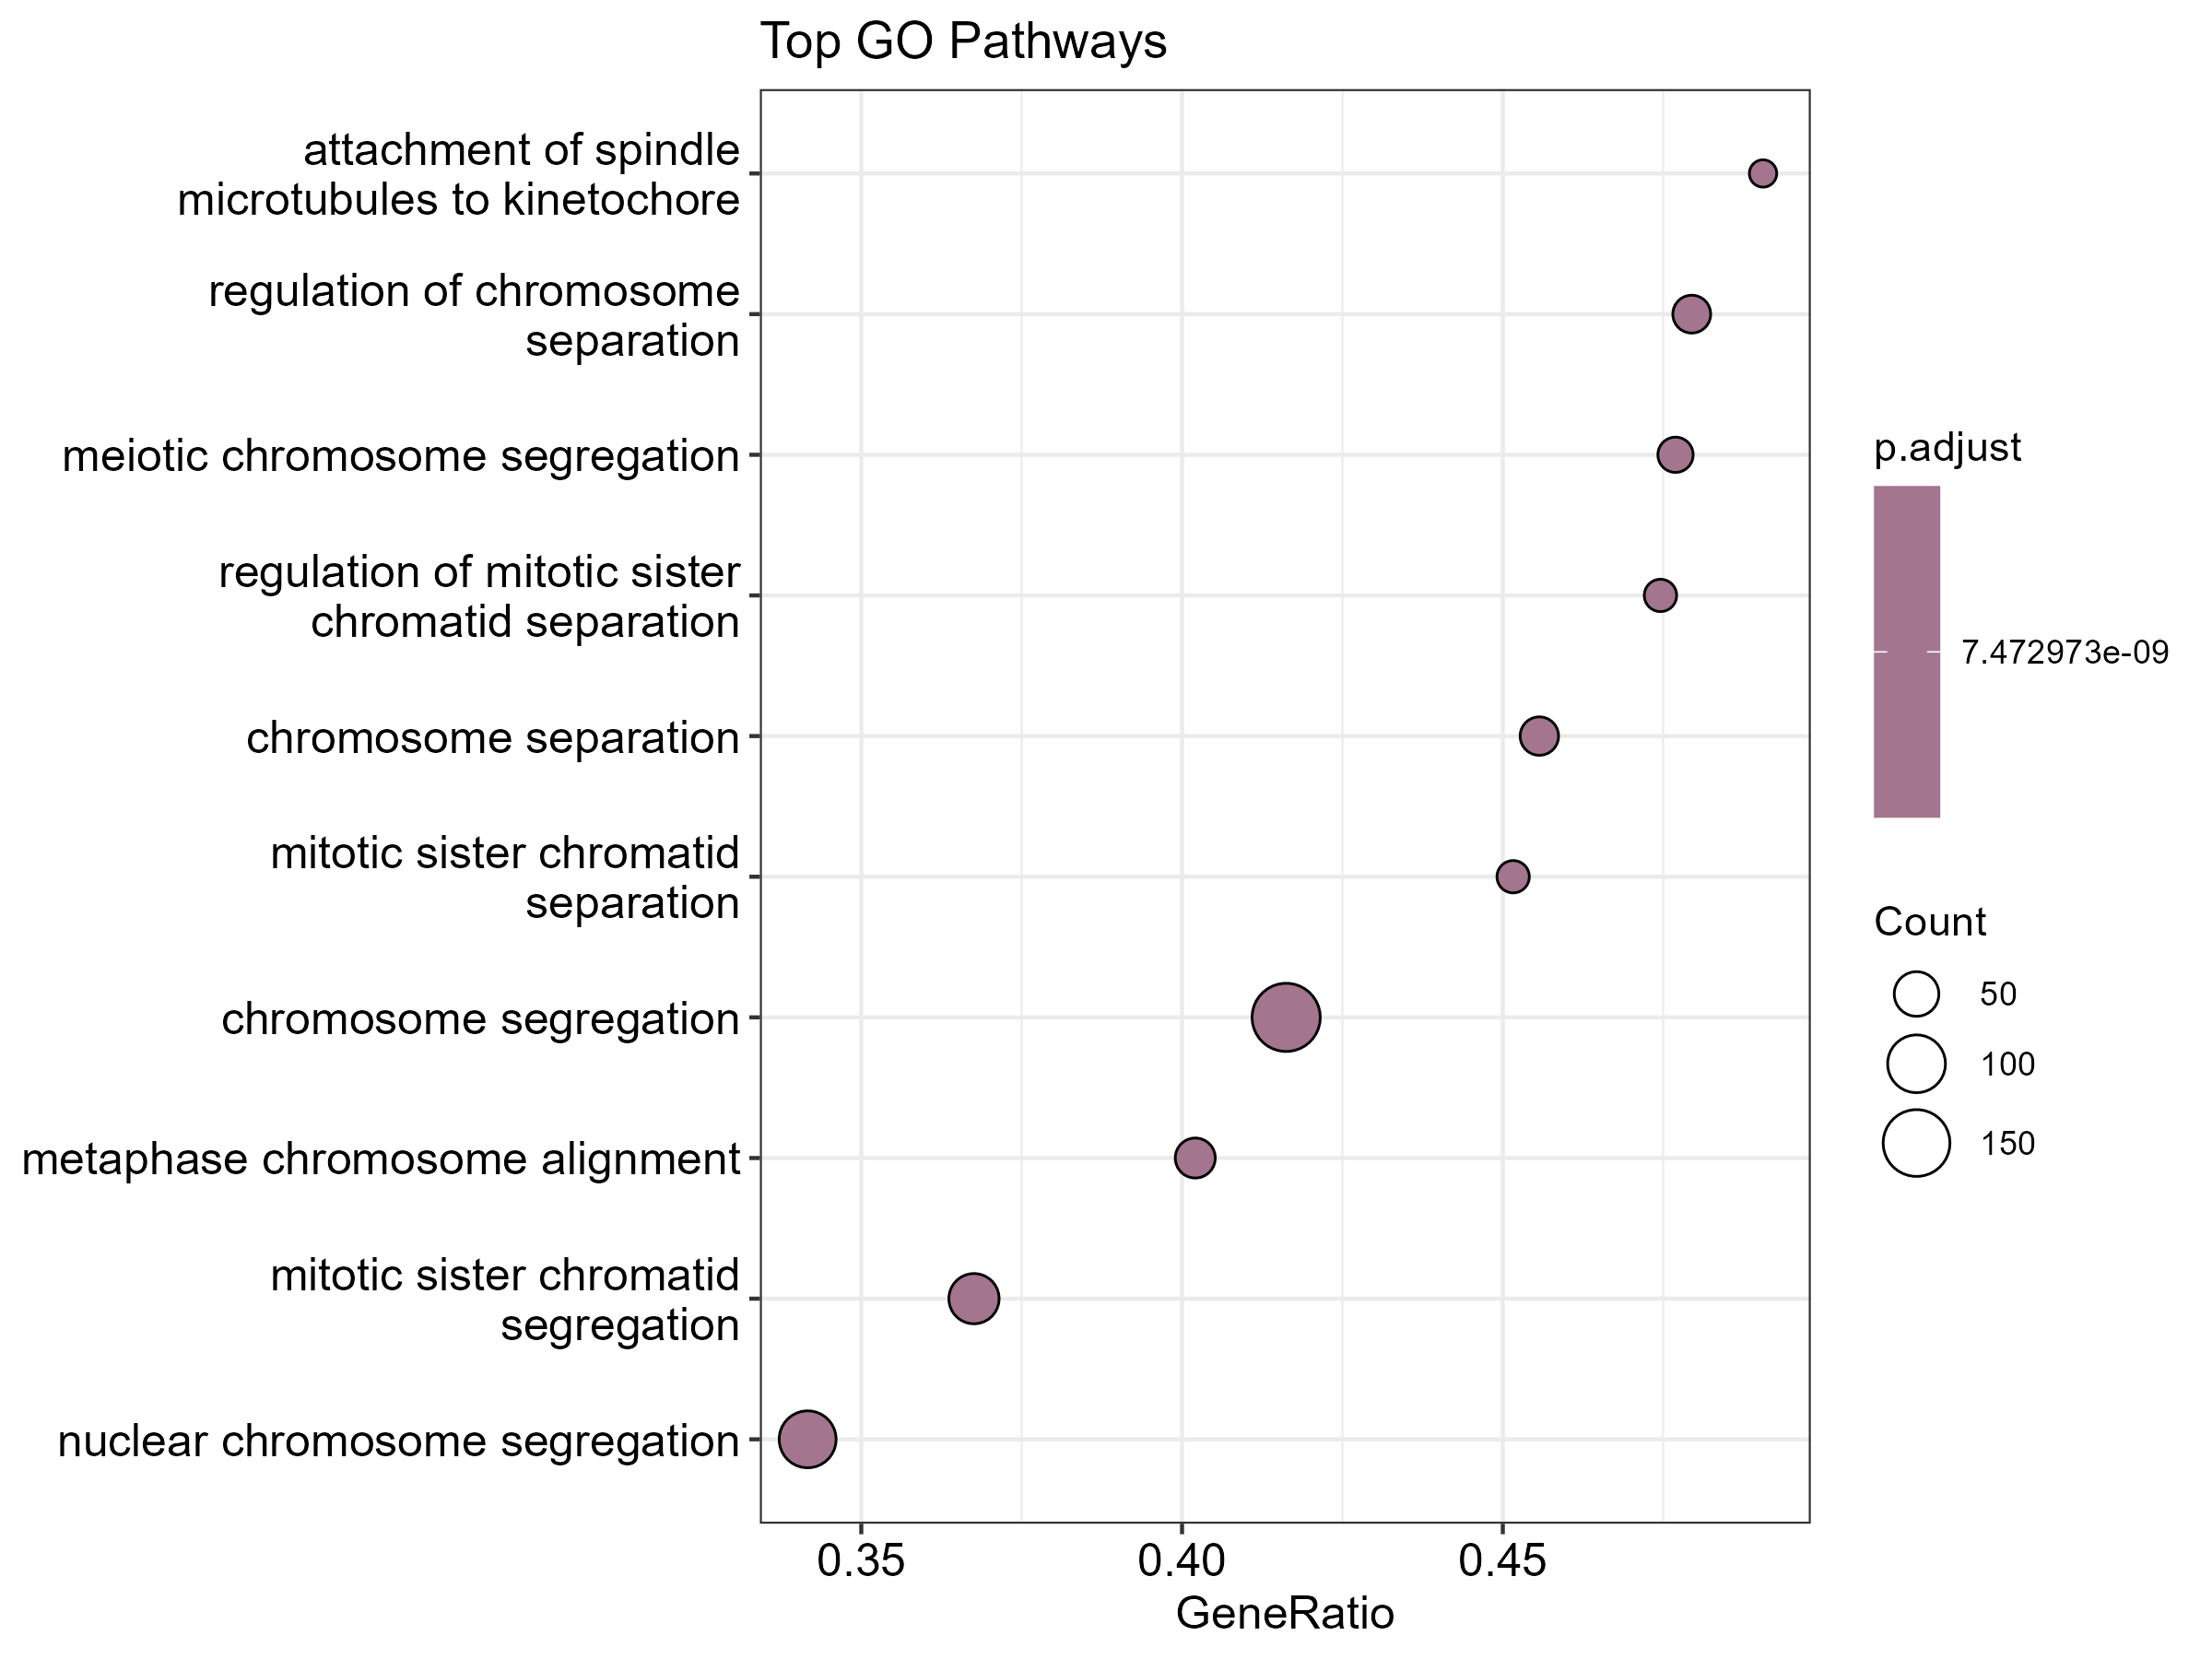 Top GO Pathways
attachment of spindle
microtubules to kinetochore
regulation of chromosome
separation
meiotic chromosome segregation
regulation of mitotic sister
chromatid separation
chromosome separation
mitotic sister chromatid
separation
chromosome segregation
metaphase chromosome alignment
mitotic sister chromatid
segregation
nuclear chromosome segregation
0.35 0.40 0.45
GeneRatio
p.adjust
7.472973e-09
Count
50
100
150